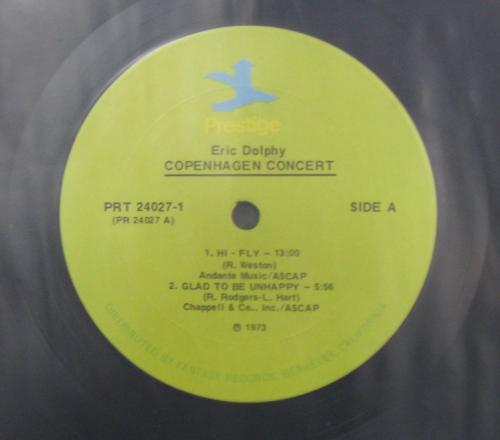 Prestige
Eric Dolphy
COPENHAGEN CONCERT
PRT 24027-1
(PR 24027 A)
SIDE A
1. HI - FLY – 13:00
(R. Weston)
Andante Music/ASCAP
2. GLAD TO BE UNHAPPY – 5:56
(R. Rodgers-L. Hart)
Chappell & Co., Inc./ASCAP
℗ 1973
DISTRIBUTED BY FANTASY RECORDS, BERKELEY, CALIFORNIA